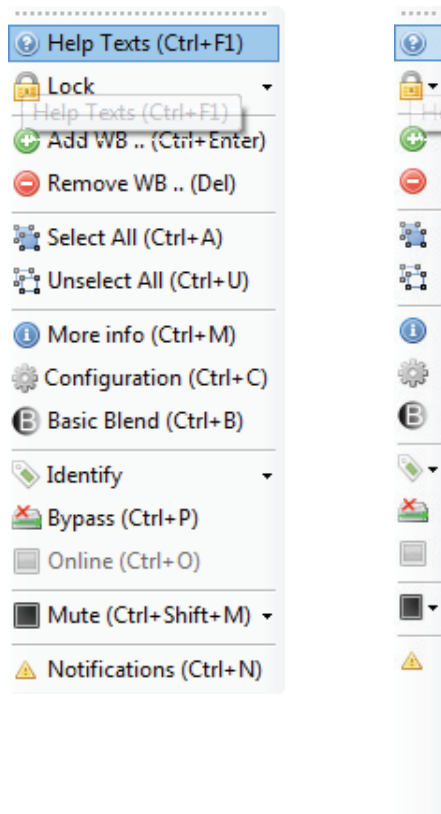 Help Texts (Ctrl+F1)
Lock
Help Texts (Ctrl+F1)
Add WB .. (Ctrl+Enter)
Remove WB .. (Del)
Select All (Ctrl+A)
Unselect All (Ctrl+U)
More info (Ctrl+M)
Configuration (Ctrl+C)
Basic Blend (Ctrl+B)
Identify
Bypass (Ctrl+P)
Online (Ctrl+O)
Mute (Ctrl+Shift+M)
Notifications (Ctrl+N)